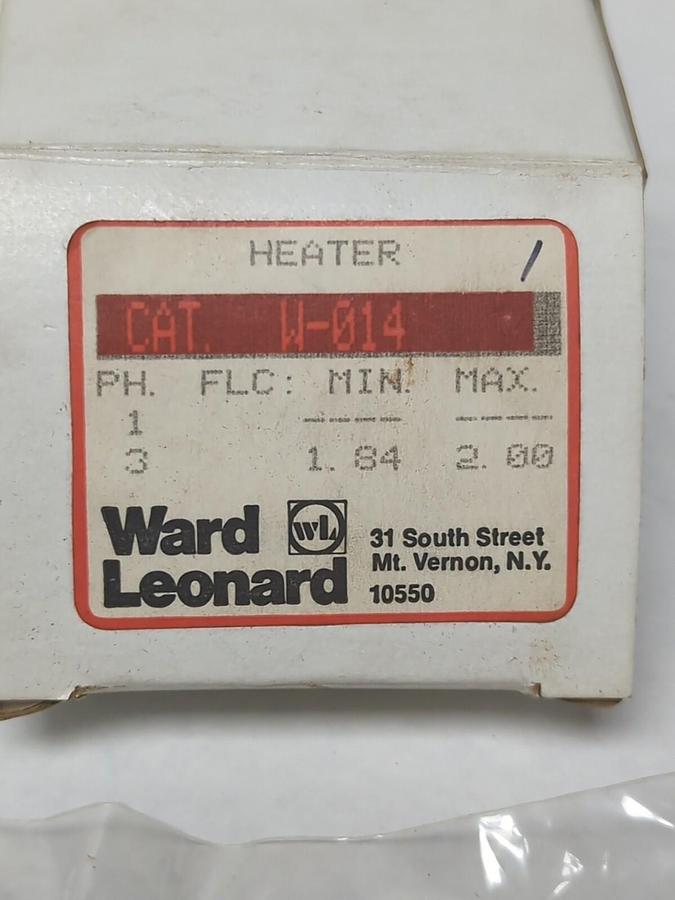 HEATER /
CAT. W-014
PH. FLC: MIN. MAX.
1 ---- ----
3 1.84 2.00
Ward Leonard
WL
31 South Street
Mt. Vernon, N.Y.
10550